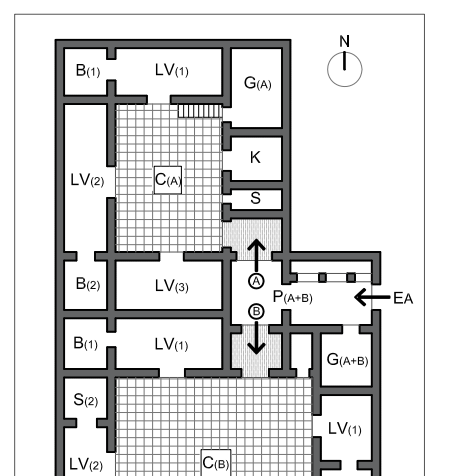 N
B(1)
LV(1)
G(A)
K
LV(2)
C(A)
S
A
B(2)
LV(3)
P(A+B)
EA
B
B(1)
LV(1)
G(A+B)
S(2)
LV(1)
LV(2)
C(B)